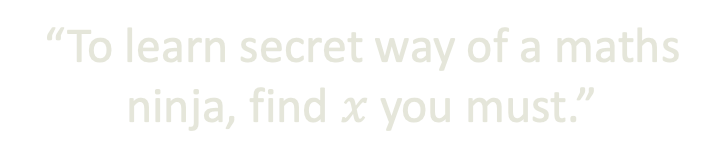 “To learn secret way of a maths
ninja, find x you must.”